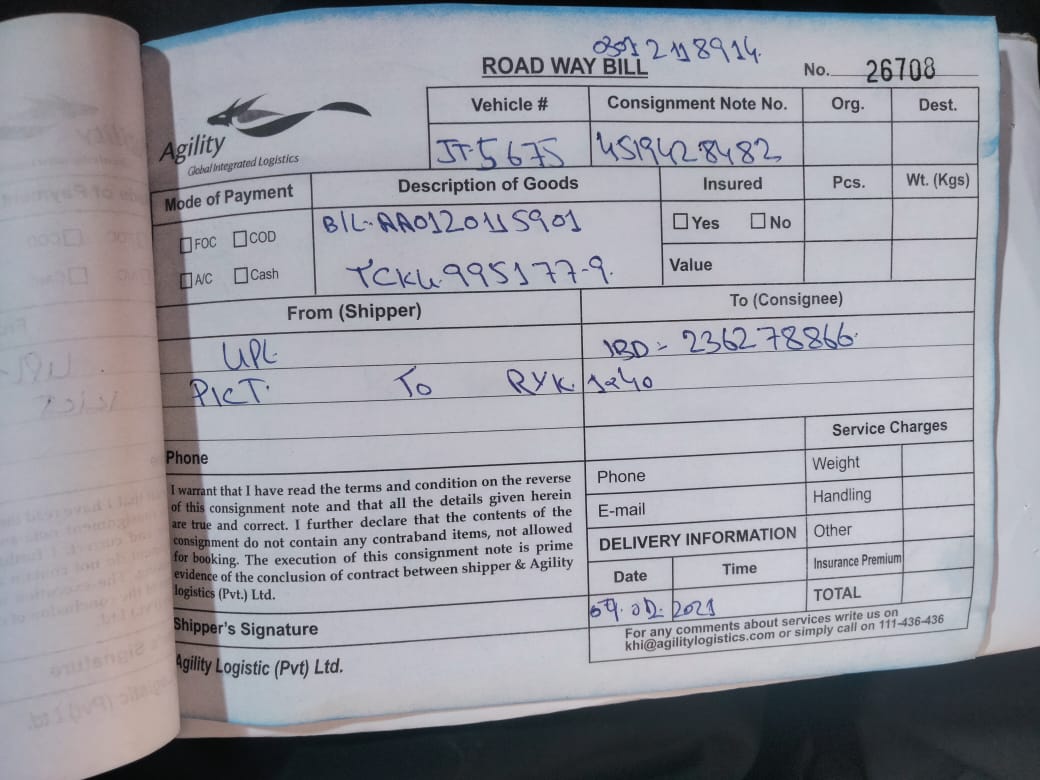 0301 2118914
ROAD WAY BILL
No. 26708
Agility
Global Integrated Logistics
Vehicle # Consignment Note No. Org. Dest.
JT-5675 4519428482
Mode of Payment Description of Goods Insured Pcs. Wt. (Kgs)
☐ FOC ☐ COD
☐ A/C ☐ Cash
B/L-AA0120115901
TCKU-995177-9.
☐ Yes ☐ No
Value
From (Shipper) To (Consignee)
UPL IBD- 236278866.
PICT. To RYK. 1x40
Phone
I warrant that I have read the terms and condition on the reverse
of this consignment note and that all the details given herein
are true and correct. I further declare that the contents of the
consignment do not contain any contraband items, not allowed
for booking. The execution of this consignment note is prime
evidence of the conclusion of contract between shipper & Agility
logistics (Pvt.) Ltd.
Shipper's Signature
Agility Logistic (Pvt) Ltd.
Phone
E-mail
Service Charges
Weight
Handling
Other
Insurance Premium
TOTAL
DELIVERY INFORMATION
Date Time
2021
For any comments about services write us on
khi@agilitylogistics.com or simply call on 111-436-436